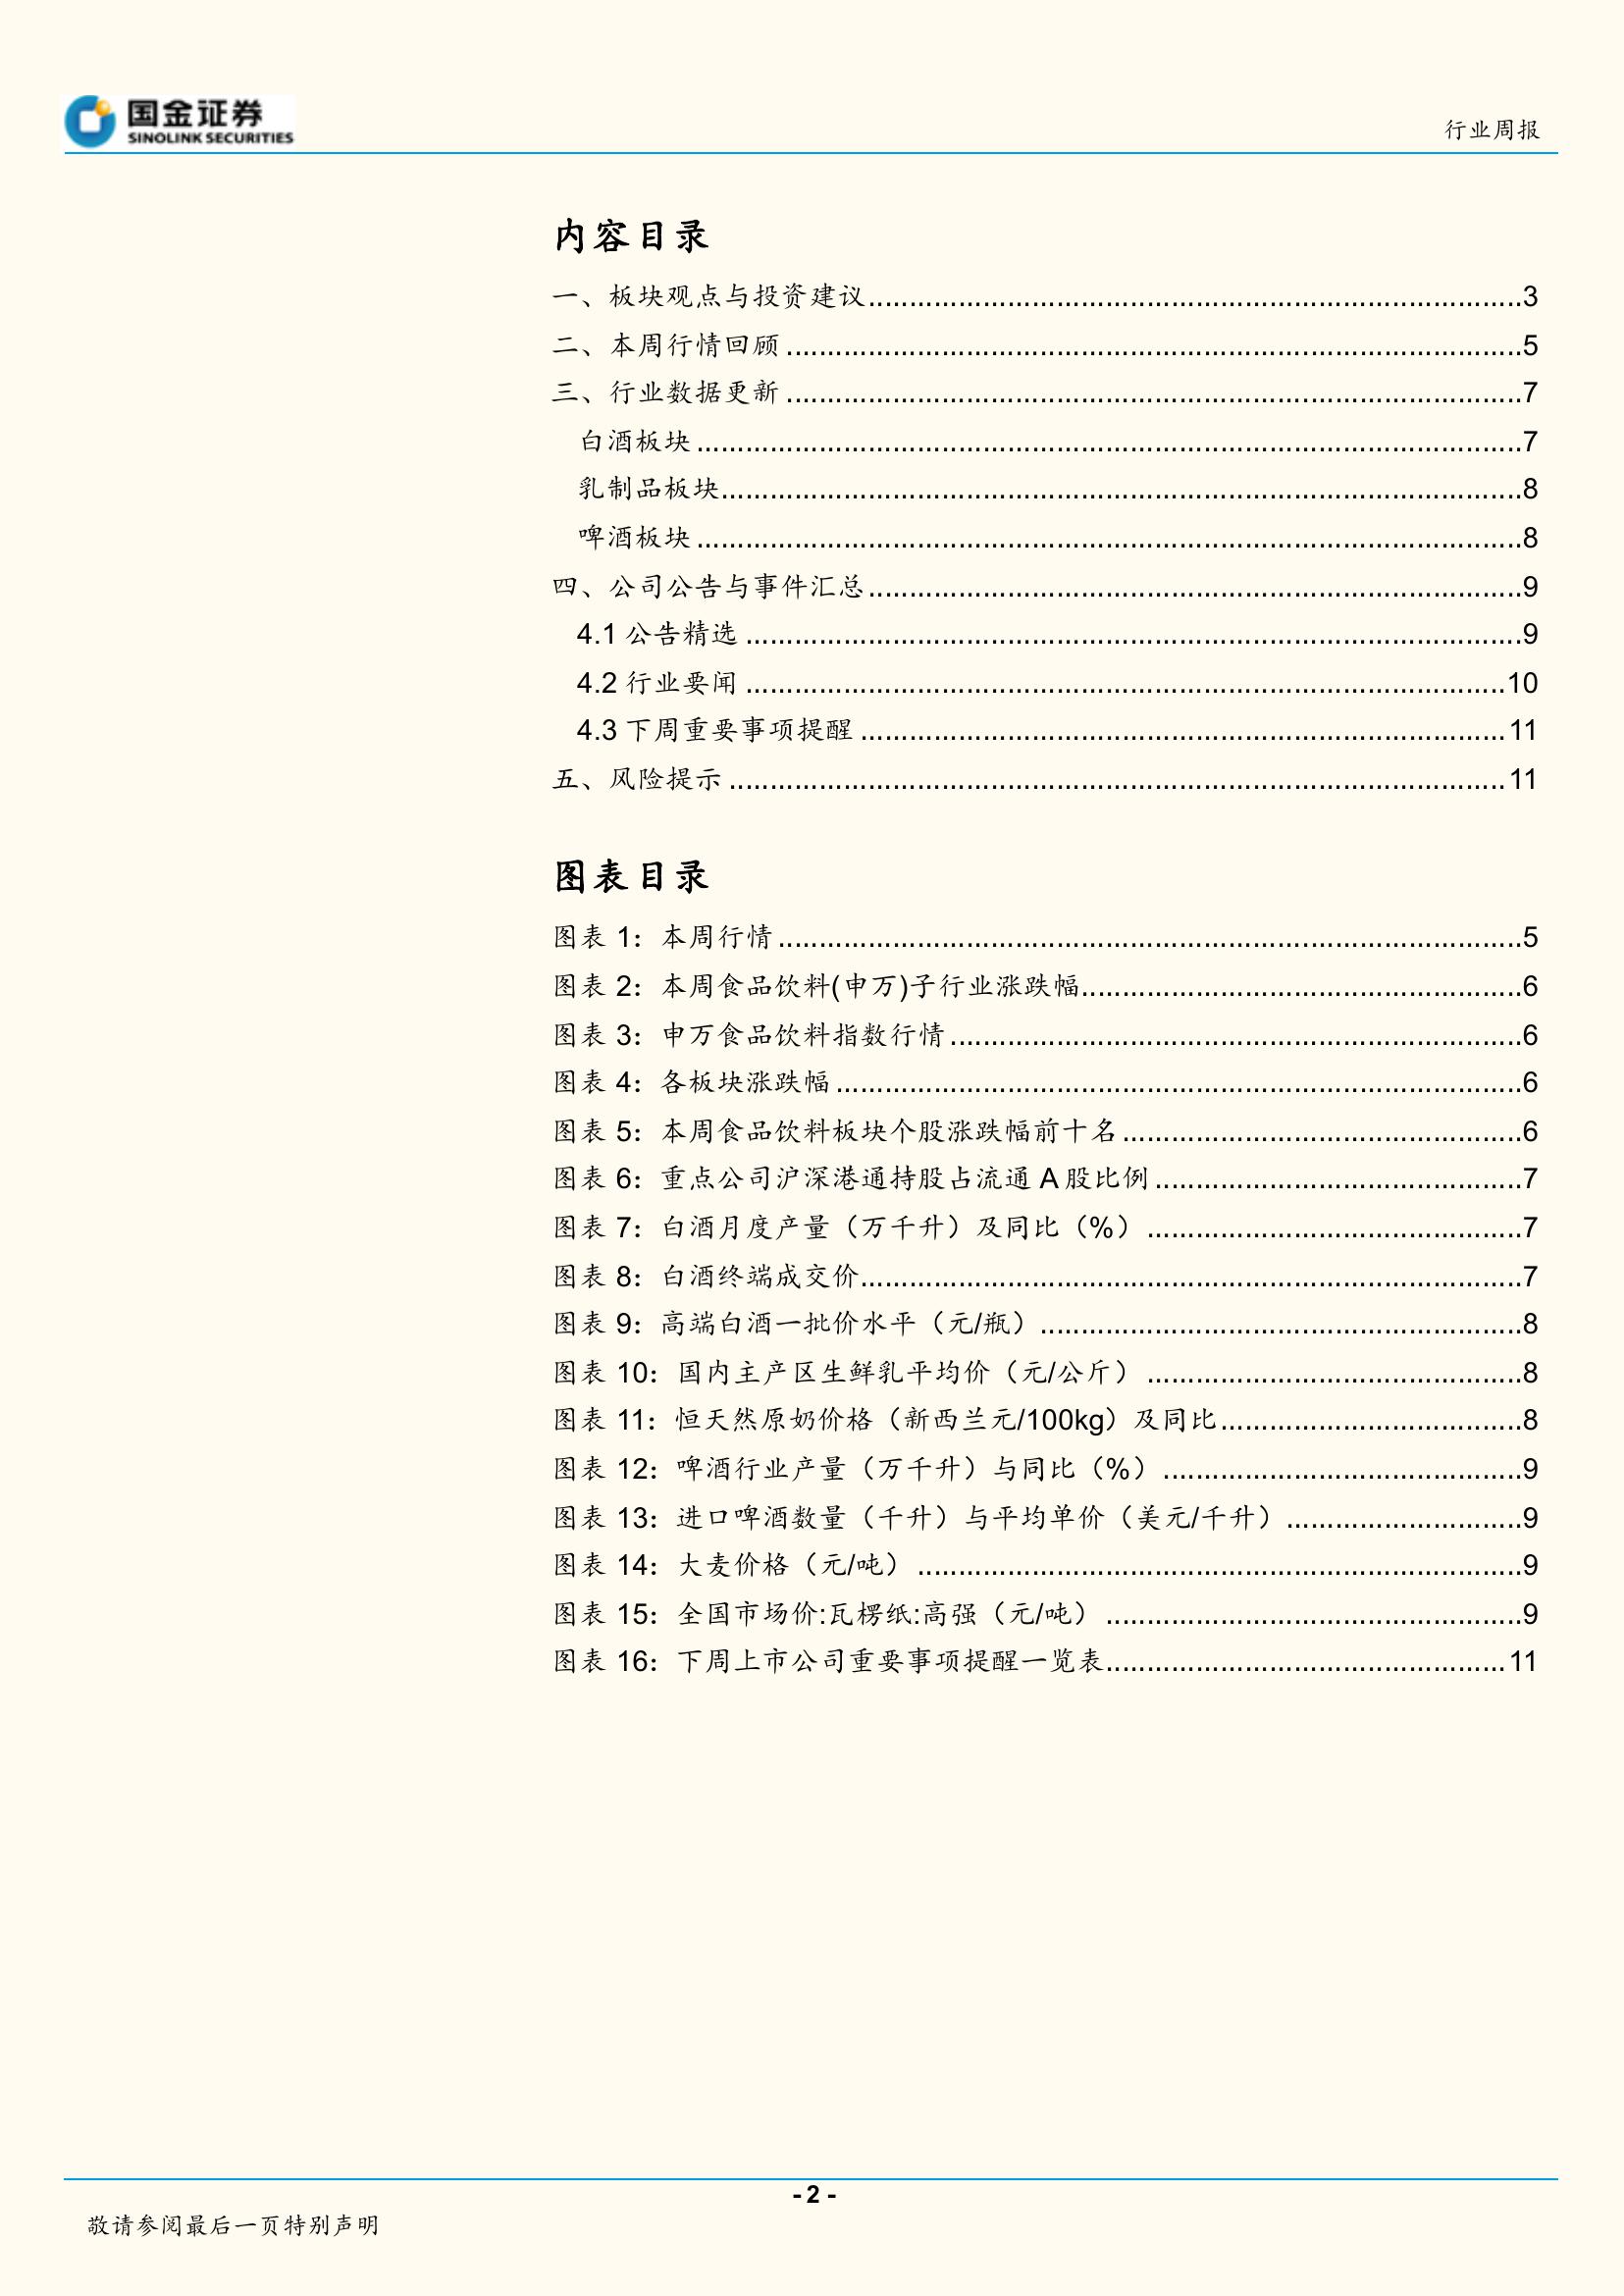 国金证券
SINOLINK SECURITIES
行业周报
内容目录
一、板块观点与投资建议................................................................................3
二、本周行情回顾..........................................................................................5
三、行业数据更新..........................................................................................7
白酒板块.....................................................................................................7
乳制品板块..................................................................................................8
啤酒板块.....................................................................................................8
四、公司公告与事件汇总................................................................................9
4.1 公告精选...............................................................................................9
4.2 行业要闻.............................................................................................10
4.3 下周重要事项提醒...............................................................................11
五、风险提示...............................................................................................11
图表目录
图表 1：本周行情...........................................................................................5
图表 2：本周食品饮料(申万)子行业涨跌幅......................................................6
图表 3：申万食品饮料指数行情......................................................................6
图表 4：各板块涨跌幅....................................................................................6
图表 5：本周食品饮料板块个股涨跌幅前十名.................................................6
图表 6：重点公司沪深港通持股占流通 A 股比例.............................................7
图表 7：白酒月度产量（万千升）及同比（%）..............................................7
图表 8：白酒终端成交价.................................................................................7
图表 9：高端白酒一批价水平（元/瓶）...........................................................8
图表 10：国内主产区生鲜乳平均价（元/公斤）..............................................8
图表 11：恒天然原奶价格（新西兰元/100kg）及同比.....................................8
图表 12：啤酒行业产量（万千升）与同比（%）............................................9
图表 13：进口啤酒数量（千升）与平均单价（美元/千升）.............................9
图表 14：大麦价格（元/吨）..........................................................................9
图表 15：全国市场价:瓦楞纸:高强（元/吨）...................................................9
图表 16：下周上市公司重要事项提醒一览表.................................................11
- 2 -
敬请参阅最后一页特别声明